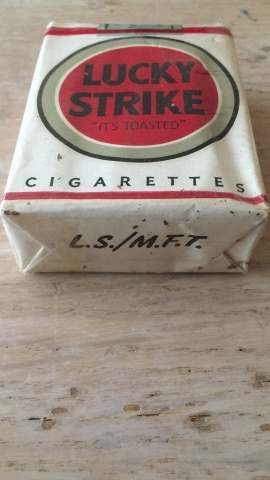 LUCKY
STRIKE
"IT'S TOASTED"
CIGARETTES
L.S./M.F.T.